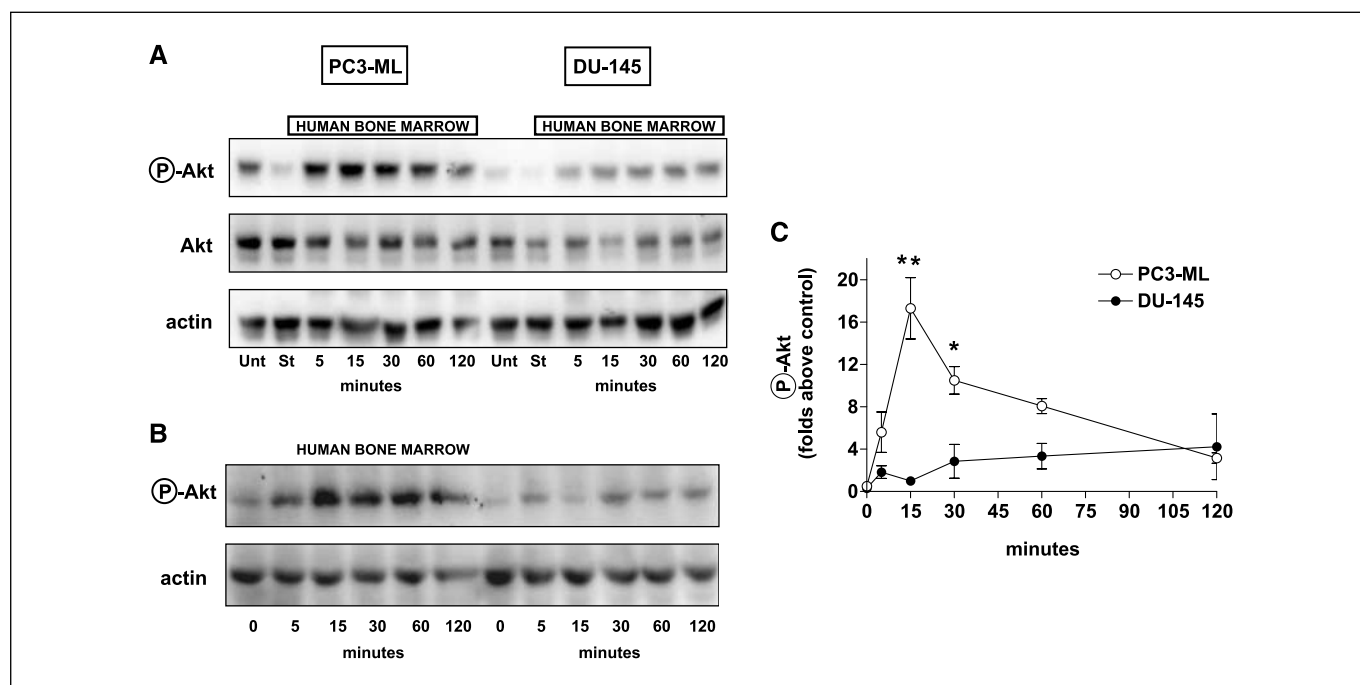 A
PC3-ML
DU-145
HUMAN BONE MARROW
HUMAN BONE MARROW
P-Akt
Akt
actin
Unt St 5 15 30 60 120 Unt St 5 15 30 60 120
minutes
minutes
B
HUMAN BONE MARROW
P-Akt
actin
0 5 15 30 60 120 0 5 15 30 60 120
minutes
minutes
C
P-Akt
(folds above control)
20
16
12
8
4
0
**
*
PC3-ML
DU-145
0 15 30 45 60 75 90 105 120
minutes